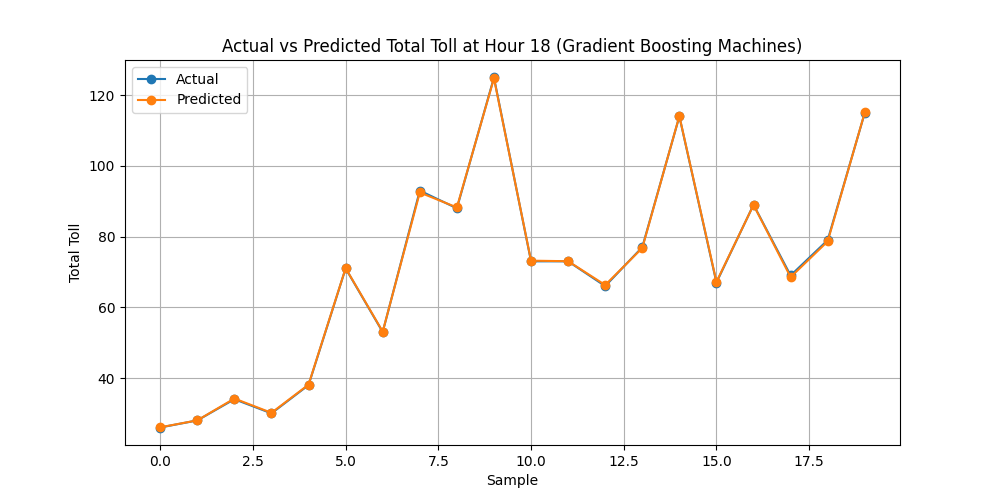 Actual vs Predicted Total Toll at Hour 18 (Gradient Boosting Machines)
Actual
Predicted
120
100
80
60
40
Total Toll
0.0 2.5 5.0 7.5 10.0 12.5 15.0 17.5
Sample